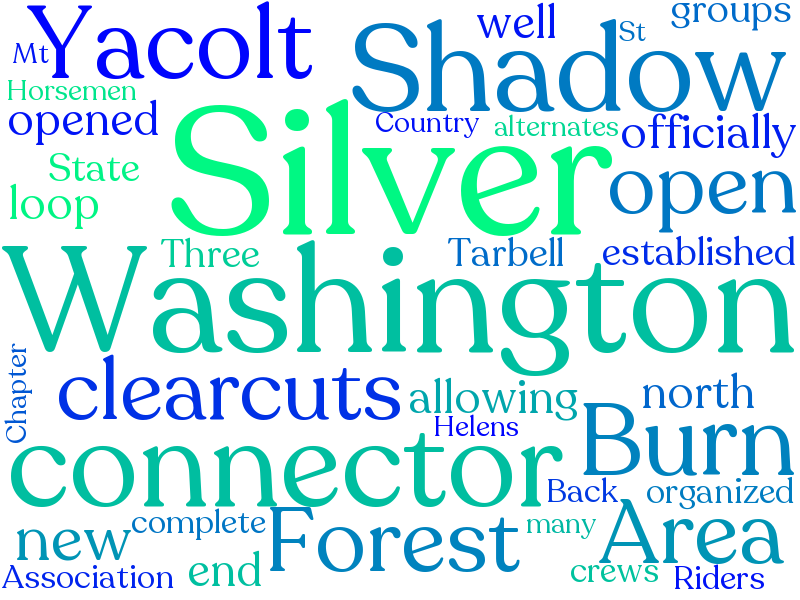 Yacolt
Mt
well
St
groups
Shadow
Horsemen
opened
Country
alternates
officially
Silver
State
loop
open
Three
Tarbell
established
Washington
Chapter
clearcuts
allowing
north
Helens
Burn
connector
Back
organized
new
complete
Forest
many
Area
Association
end
crews
Riders